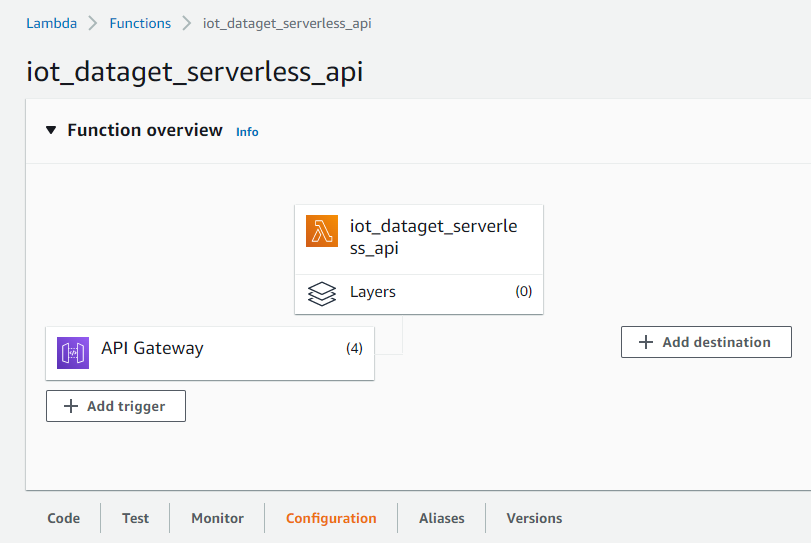 Lambda > Functions > iot_dataget_serverless_api
iot_dataget_serverless_api
Function overview Info
iot_dataget_serverle
ss_api
Layers (0)
API Gateway (4)
Add destination
Add trigger
Code Test Monitor Configuration Aliases Versions